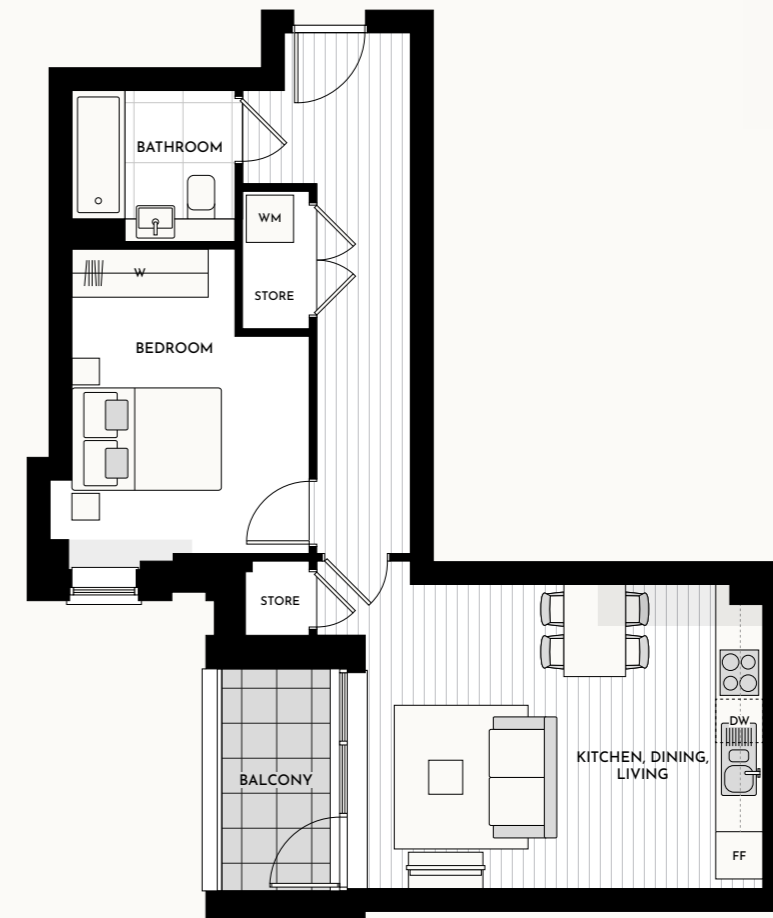 BATHROOM
WM
STORE
W
BEDROOM
STORE
DW
KITCHEN, DINING,
LIVING
BALCONY
FF